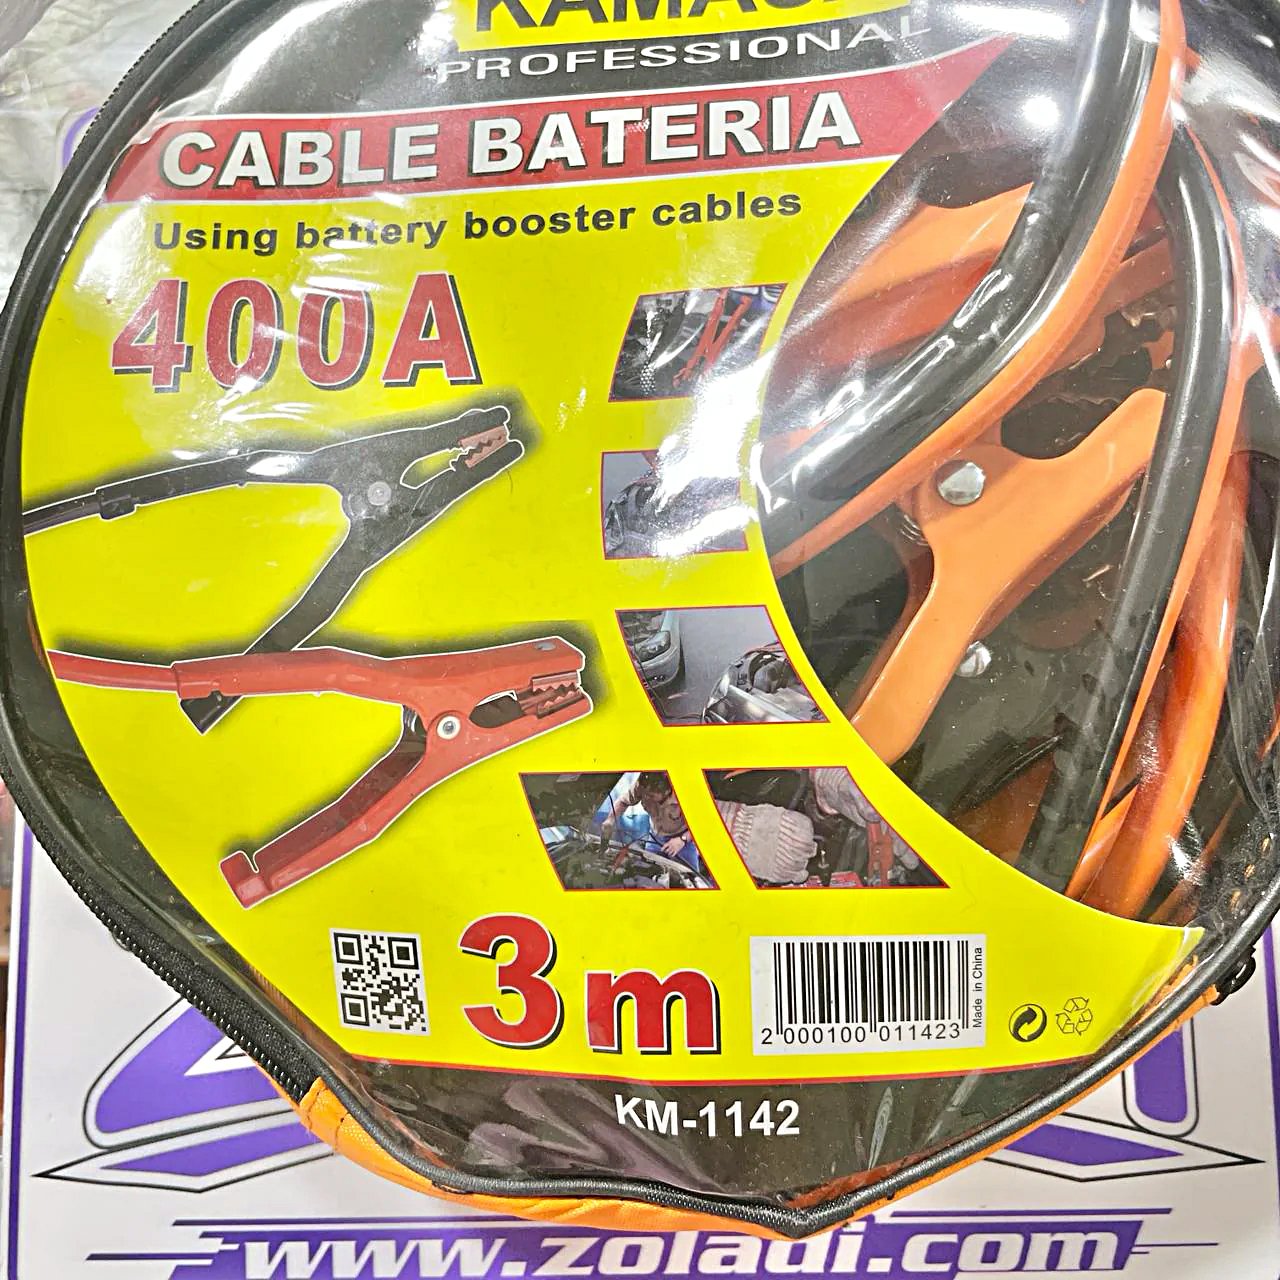 PROFESSIONAL
CABLE BATERIA
Using battery booster cables
400A
3m
2 000100 011423
Made in China
KM-1142
www.zoladi.com